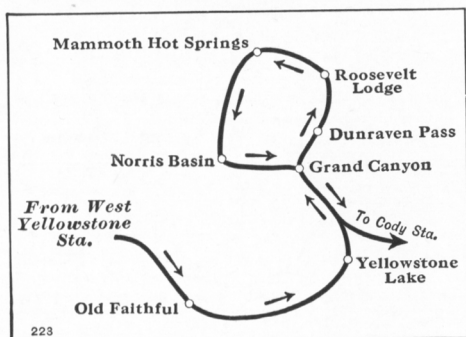 Mammoth Hot Springs
Roosevelt
Lodge
Dunraven Pass
Norris Basin
Grand Canyon
From West
Yellowstone
Sta.
To Cody Sta.
Yellowstone
Lake
Old Faithful
223